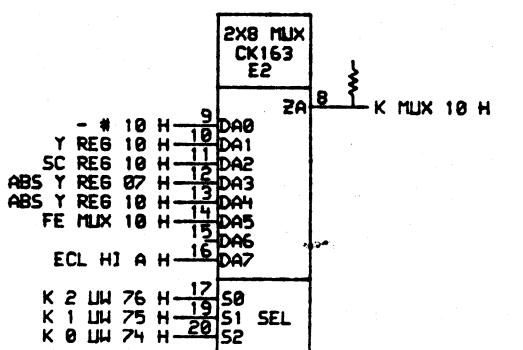 2X8 MUX
CK163
E2
ZA 8 K MUX 10 H
- # 10 H 9 DA0
Y REG 10 H 10 DA1
SC REG 10 H 11 DA2
ABS Y REG 07 H 12 DA3
ABS Y REG 10 H 13 DA4
FE MUX 10 H 14 DA5
15 DA6
ECL HI A H 16 DA7
K 2 UW 76 H 17 S0
K 1 UW 75 H 19 S1 SEL
K 0 UW 74 H 20 S2